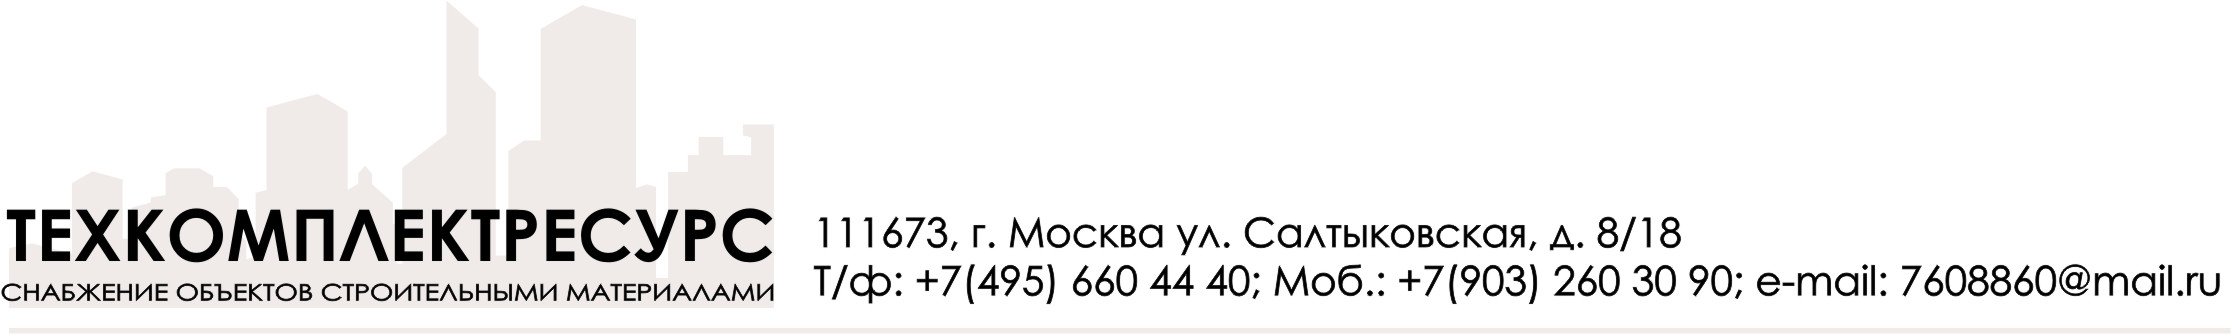 ТЕХКОМПЛЕКТРЕСУРС
СНАБЖЕНИЕ ОБЪЕКТОВ СТРОИТЕЛЬНЫМИ МАТЕРИАЛАМИ
111673, г. Москва ул. Салтыковская, д. 8/18
Т/ф: +7(495) 660 44 40; Моб.: +7(903) 260 30 90; e-mail: 7608860@mail.ru